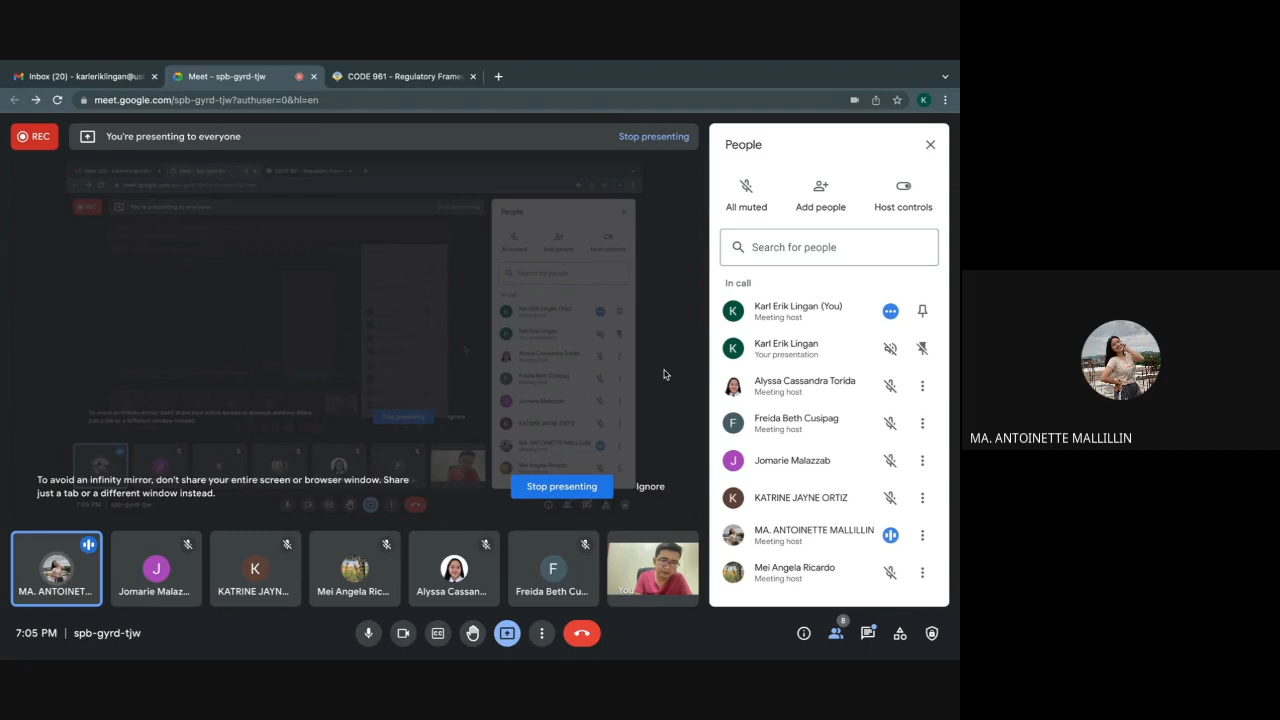 Inbox (20) - karleriklingan@usl
Meet - spb-gyrd-tjw
CODE 961 - Regulatory Frame
meet.google.com/spb-gyrd-tjw?authuser=0&hl=en
K
REC
You're presenting to everyone
Stop presenting
People
All muted
Add people
Host controls
Search for people
In call
K
Karl Erik Lingan (You)
Meeting host
K
Karl Erik Lingan
Your presentation
Alyssa Cassandra Torida
Meeting host
F
Freida Beth Cusipag
Meeting host
J
Jomarie Malazzab
K
KATRINE JAYNE ORTIZ
MA. ANTOINETTE MALLILLIN
Meeting host
Mei Angela Ricardo
Meeting host
To avoid an infinity mirror, don't share your entire screen or browser window. Share
just a tab or a different window instead.
Stop presenting
Ignore
MA. ANTOINET...
J
Jomarie Malaz...
K
KATRINE JAYN...
Mei Angela Ric...
Alyssa Cassan...
F
Freida Beth Cu...
You
7:05 PM | spb-gyrd-tjw
8
MA. ANTOINETTE MALLILLIN